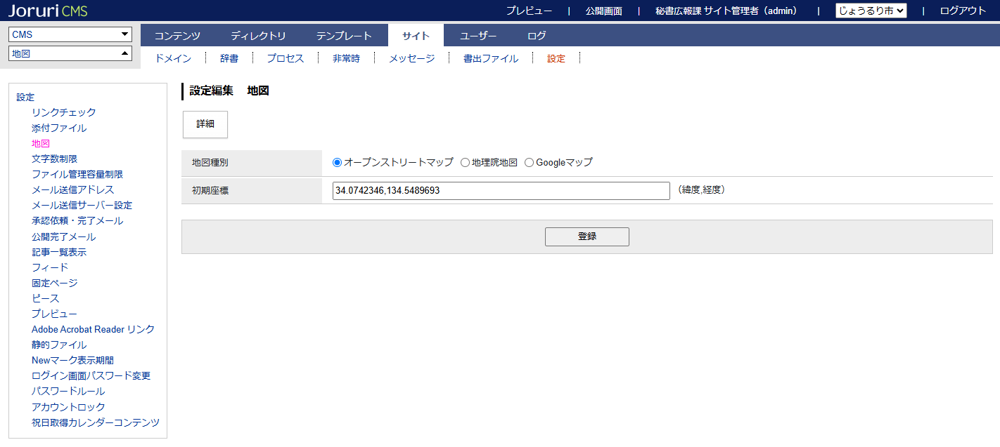 Joruri CMS
プレビュー | 公開画面 | 秘書広報課 サイト管理者（admin） | じょうるり市 | ログアウト
CMS
地図
コンテンツ ディレクトリ テンプレート サイト ユーザー ログ
ドメイン 辞書 プロセス 非常時 メッセージ 書出ファイル 設定
設定
リンクチェック
添付ファイル
地図
文字数制限
ファイル管理容量制限
メール送信アドレス
メール送信サーバー設定
承認依頼・完了メール
公開完了メール
記事一覧表示
フィード
固定ページ
ピース
プレビュー
Adobe Acrobat Reader リンク
静的ファイル
Newマーク表示期間
ログイン画面パスワード変更
パスワードルール
アカウントロック
祝日取得カレンダーコンテンツ
設定編集 地図
詳細
地図種別 オープンストリートマップ 地理院地図 Googleマップ
初期座標 34.0742346,134.5489693 （緯度,経度）
登録